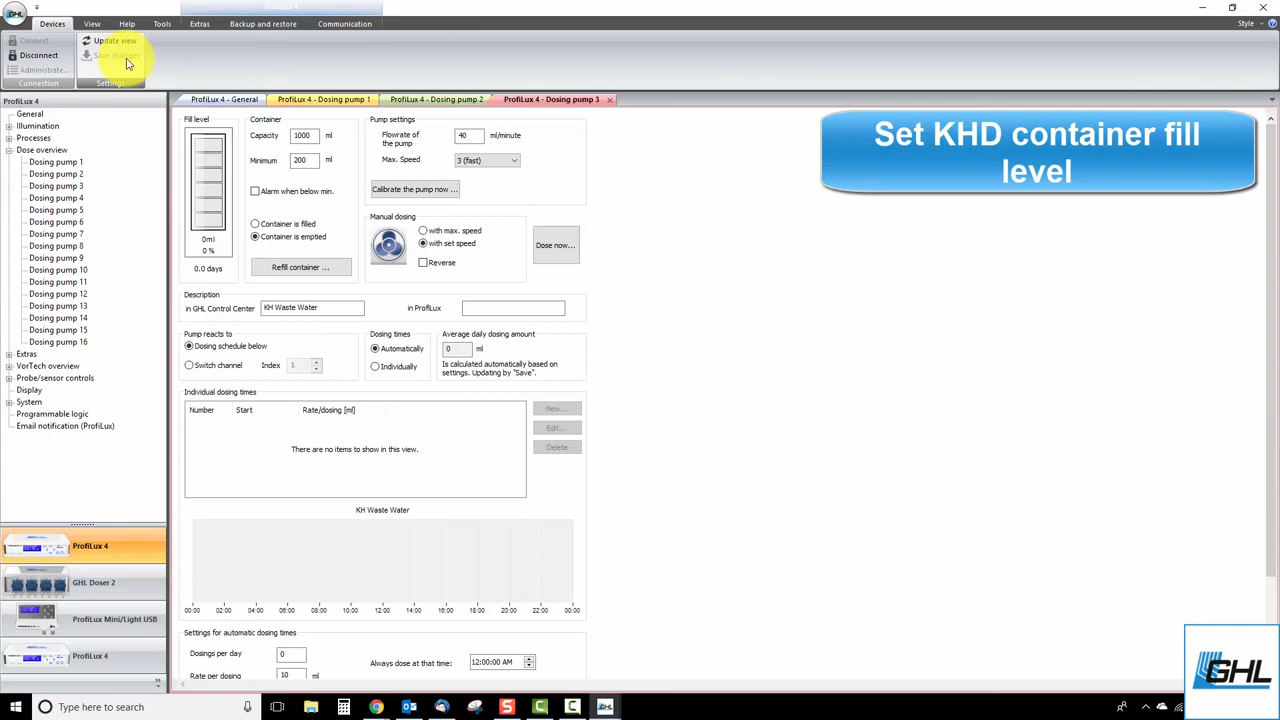 ProfiLux 4
Devices View Help Tools Extras Backup and restore Communication Style
Connect Update view
Disconnect Save changes
Administrate...
Connection Settings
ProfiLux 4
General
Illumination
Processes
Dose overview
Dosing pump 1
Dosing pump 2
Dosing pump 3
Dosing pump 4
Dosing pump 5
Dosing pump 6
Dosing pump 7
Dosing pump 8
Dosing pump 9
Dosing pump 10
Dosing pump 11
Dosing pump 12
Dosing pump 13
Dosing pump 14
Dosing pump 15
Dosing pump 16
Extras
VorTech overview
Probe/sensor controls
Display
System
Programmable logic
Email notification (ProfiLux)
ProfiLux 4
GHL Doser 2
ProfiLux Mini/Light USB
ProfiLux 4
ProfiLux 4 - General ProfiLux 4 - Dosing pump 1 ProfiLux 4 - Dosing pump 2 ProfiLux 4 - Dosing pump 3
Fill level
0ml
0 %
0.0 days
Container
Capacity 1000 ml
Minimum 200 ml
Alarm when below min.
Container is filled
Container is emptied
Refill container ...
Pump settings
Flowrate of
the pump
40 ml/minute
Max. Speed 3 (fast)
Calibrate the pump now ...
Manual dosing
with max. speed
with set speed
Reverse
Dose now...
Description
in GHL Control Center KH Waste Water in ProfiLux
Pump reacts to
Dosing schedule below
Switch channel Index 1
Dosing times
Automatically
Individually
Average daily dosing amount
0 ml
Is calculated automatically based on
settings. Updating by "Save".
Individual dosing times
Number Start Rate/dosing [ml]
There are no items to show in this view.
New...
Edit...
Delete
KH Waste Water
00:00 02:00 04:00 06:00 08:00 10:00 12:00 14:00 16:00 18:00 20:00 22:00 00:00
Settings for automatic dosing times
Dosings per day 0
Always dose at that time: 12:00:00 AM
Rate per dosing 10 ml
Set KHD container fill
level
GHL
GHL
Type here to search